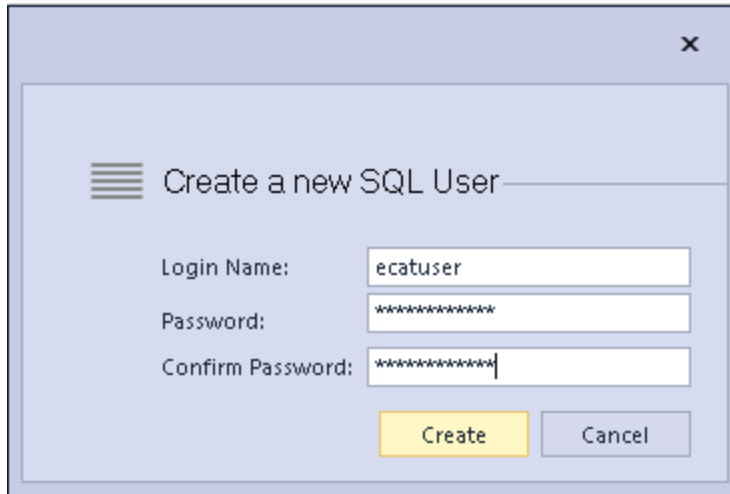 Create a new SQL User
Login Name: ecatuser
Password: *************
Confirm Password: *************
Create Cancel